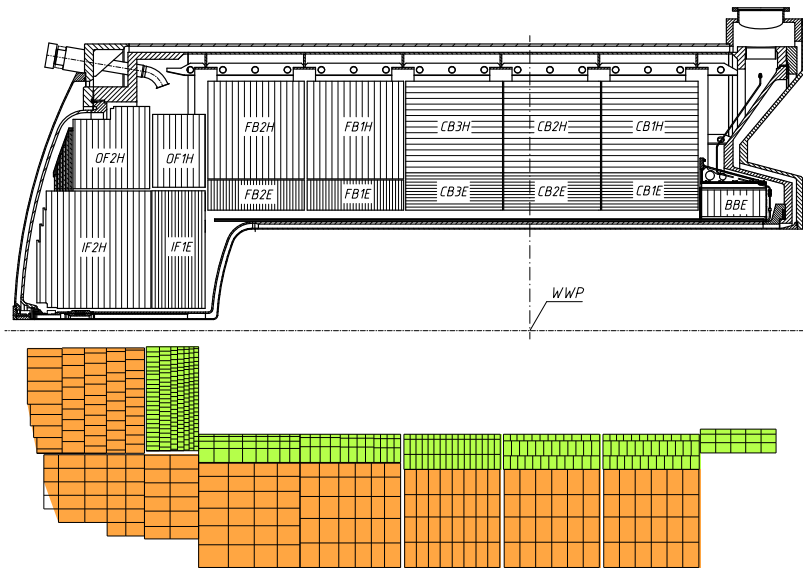 FB2H FB1H CB3H CB2H CB1H
OF2H OF1H
FB2E FB1E CB3E CB2E CB1E
BBE
IF2H IF1E
WWP